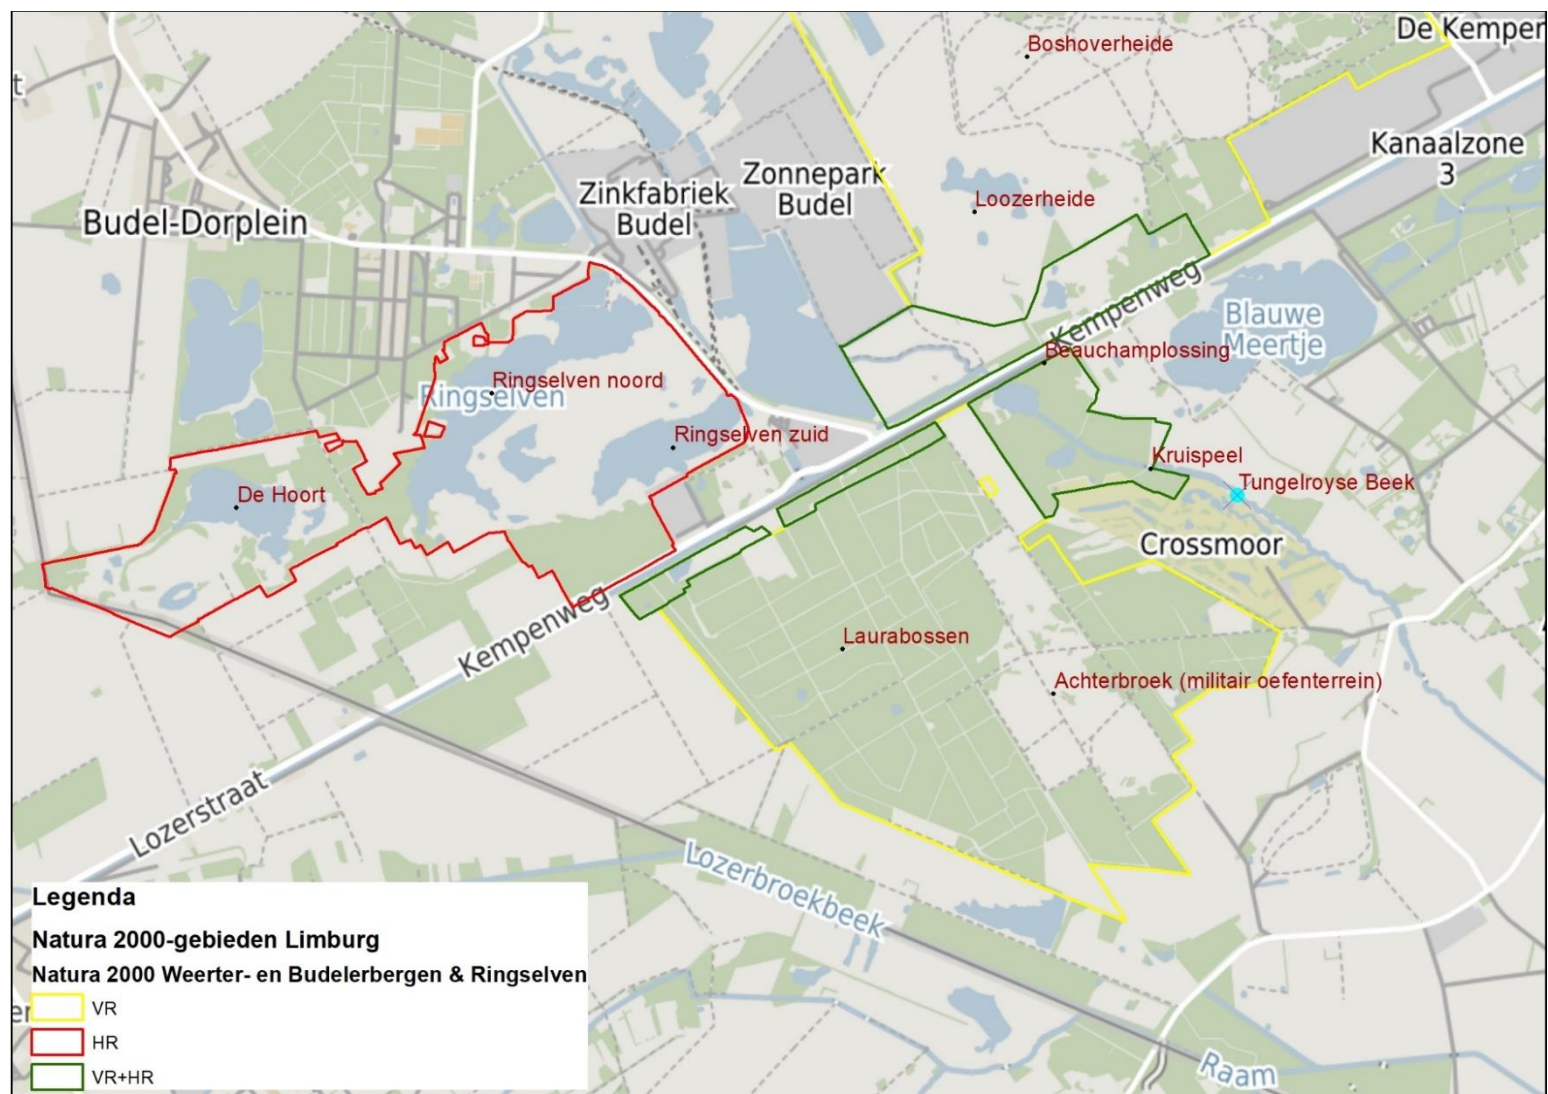 De Kemper
Boshoverheide
t
Kanaalzone
3
Zonnepark
Budel
Zinkfabriek
Budel
Loozerheide
Budel-Dorplein
Kempenweg
Blauwe
Meertje
Beauchamplossing
Ringselven noord
Ringselven
Ringselven zuid
Kruispeel
Tungelroyse Beek
De Hoort
Crossmoor
Kempenweg
Laurabossen
Achterbroek (militair oefenterrein)
Lozerstraat
Lozerbroekbeek
Raam
er
Legenda
Natura 2000-gebieden Limburg
Natura 2000 Weerter- en Budelerbergen & Ringselven
VR
HR
VR+HR